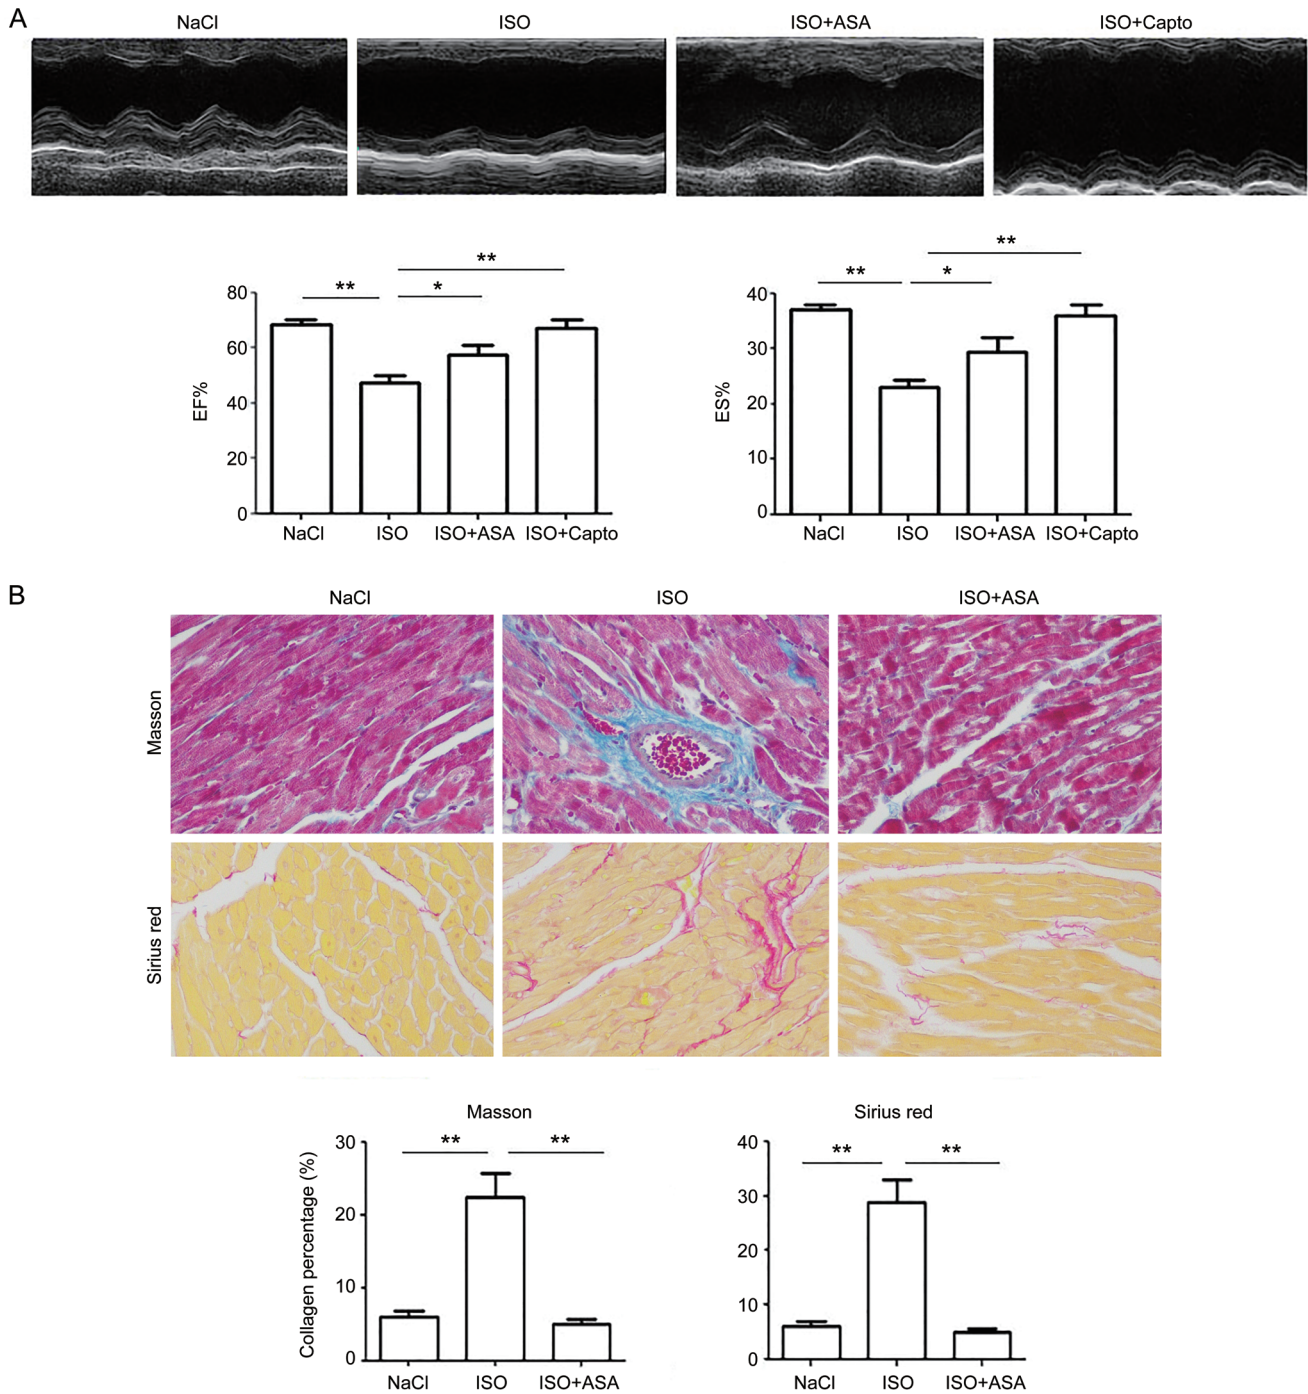 A
NaCl ISO ISO+ASA ISO+Capto
** ** * ** ** *
EF%
80
60
40
20
0
NaCl ISO ISO+ASA ISO+Capto
ES%
40
30
20
10
0
NaCl ISO ISO+ASA ISO+Capto
B
NaCl ISO ISO+ASA
Masson
Sirius red
Masson
** **
Collagen percentage (%)
30
20
10
0
NaCl ISO ISO+ASA
Sirius red
** **
40
30
20
10
0
NaCl ISO ISO+ASA